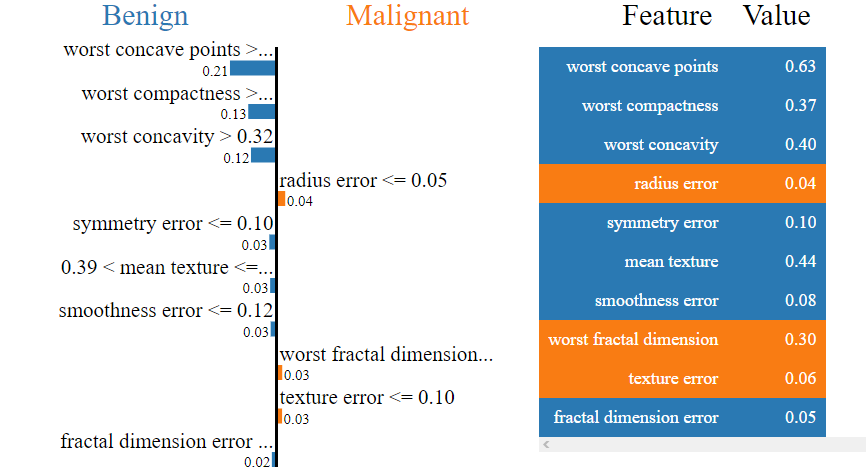 Benign Malignant Feature Value
worst concave points >...
0.21
worst compactness >...
0.13
worst concavity > 0.32
0.12
radius error <= 0.05
0.04
symmetry error <= 0.10
0.03
0.39 < mean texture <=...
0.03
smoothness error <= 0.12
0.03
worst fractal dimension...
0.03
texture error <= 0.10
0.03
fractal dimension error ...
0.02
worst concave points 0.63
worst compactness 0.37
worst concavity 0.40
radius error 0.04
symmetry error 0.10
mean texture 0.44
smoothness error 0.08
worst fractal dimension 0.30
texture error 0.06
fractal dimension error 0.05